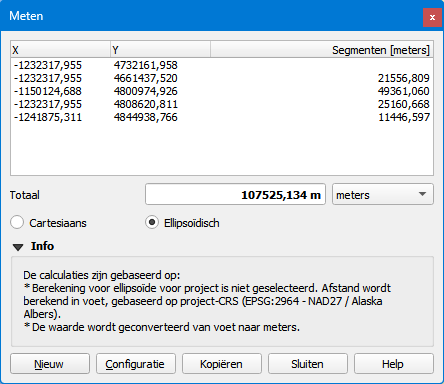 Meten
X Y Segmenten [meters]
-1232317,955 4732161,958
-1232317,955 4661437,520 21556,809
-1150124,688 4800974,926 49361,060
-1232317,955 4808620,811 25160,668
-1241875,311 4844938,766 11446,597
Totaal 107525,134 m meters
Cartesiaans Ellipsoïdisch
Info
De calculaties zijn gebaseerd op:
* Berekening voor ellipsoïde voor project is niet geselecteerd. Afstand wordt
berekend in voet, gebaseerd op project-CRS (EPSG:2964 - NAD27 / Alaska
Albers).
* De waarde wordt geconverteerd van voet naar meters.
Nieuw Configuratie Kopiëren Sluiten Help